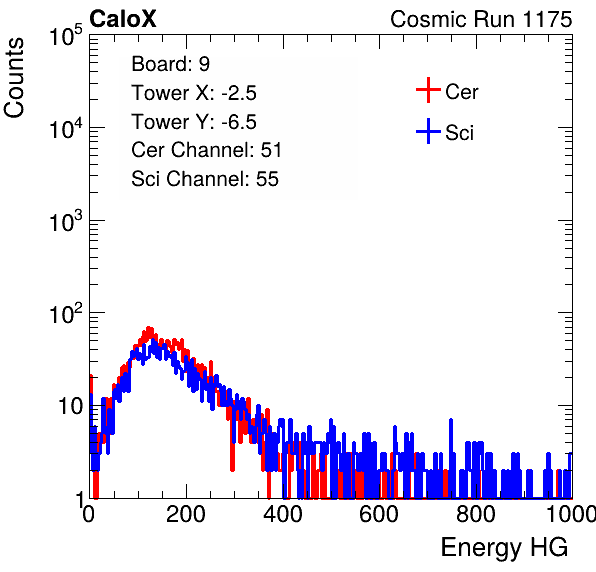 CaloX Cosmic Run 1175
Counts
Board: 9
Tower X: -2.5
Tower Y: -6.5
Cer Channel: 51
Sci Channel: 55
Cer
Sci
10^5
10^4
10^3
10^2
10
1
0 200 400 600 800 1000
Energy HG